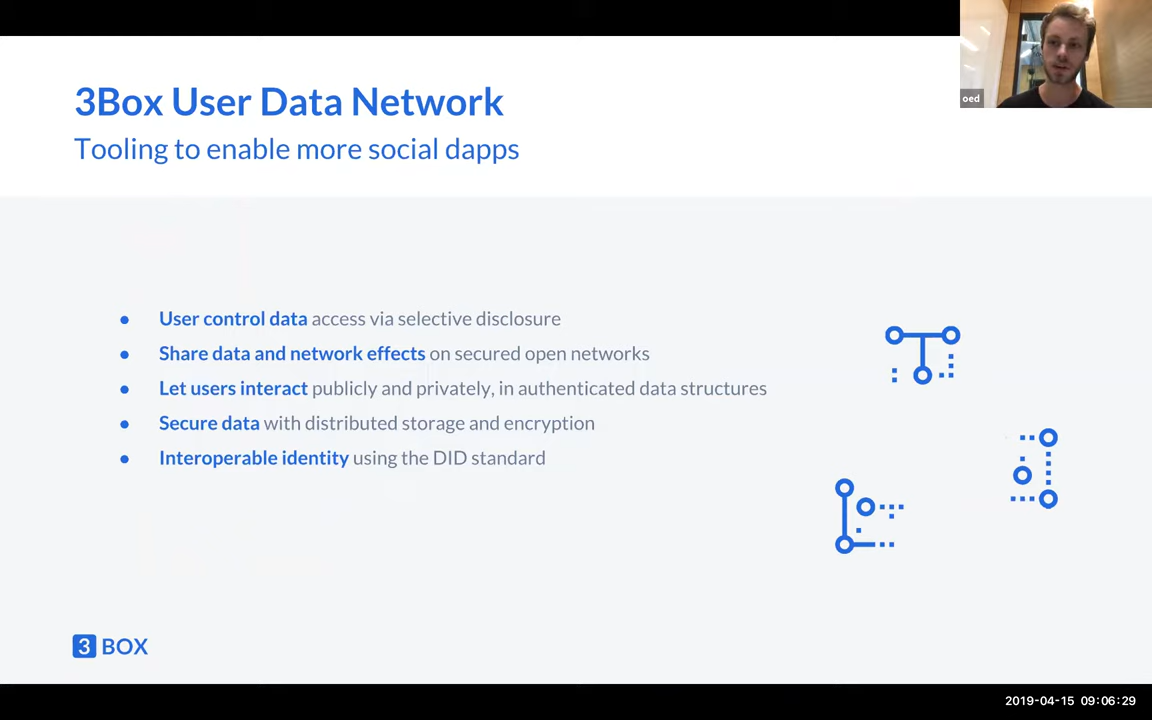 3Box User Data Network
Tooling to enable more social dapps
oed
● User control data access via selective disclosure
● Share data and network effects on secured open networks
● Let users interact publicly and privately, in authenticated data structures
● Secure data with distributed storage and encryption
● Interoperable identity using the DID standard
3 BOX
2019-04-15 09:06:29